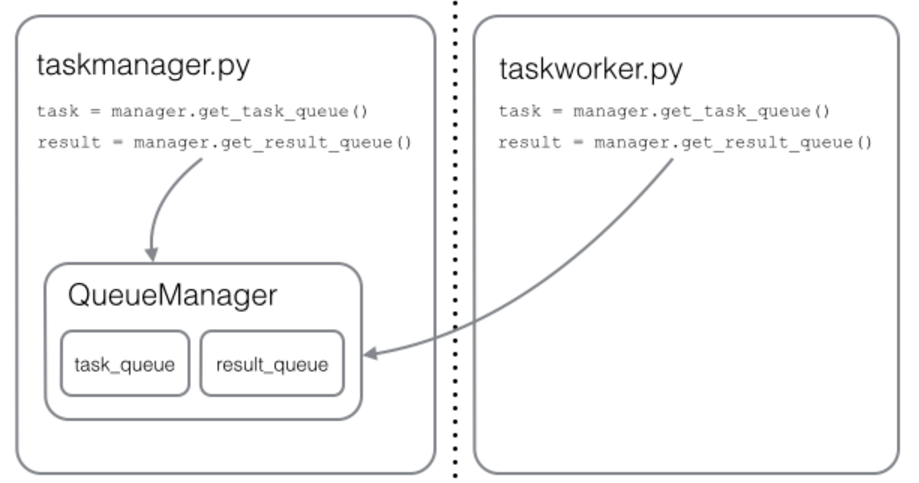 taskmanager.py
task = manager.get_task_queue()
result = manager.get_result_queue()
QueueManager
task_queue
result_queue
taskworker.py
task = manager.get_task_queue()
result = manager.get_result_queue()